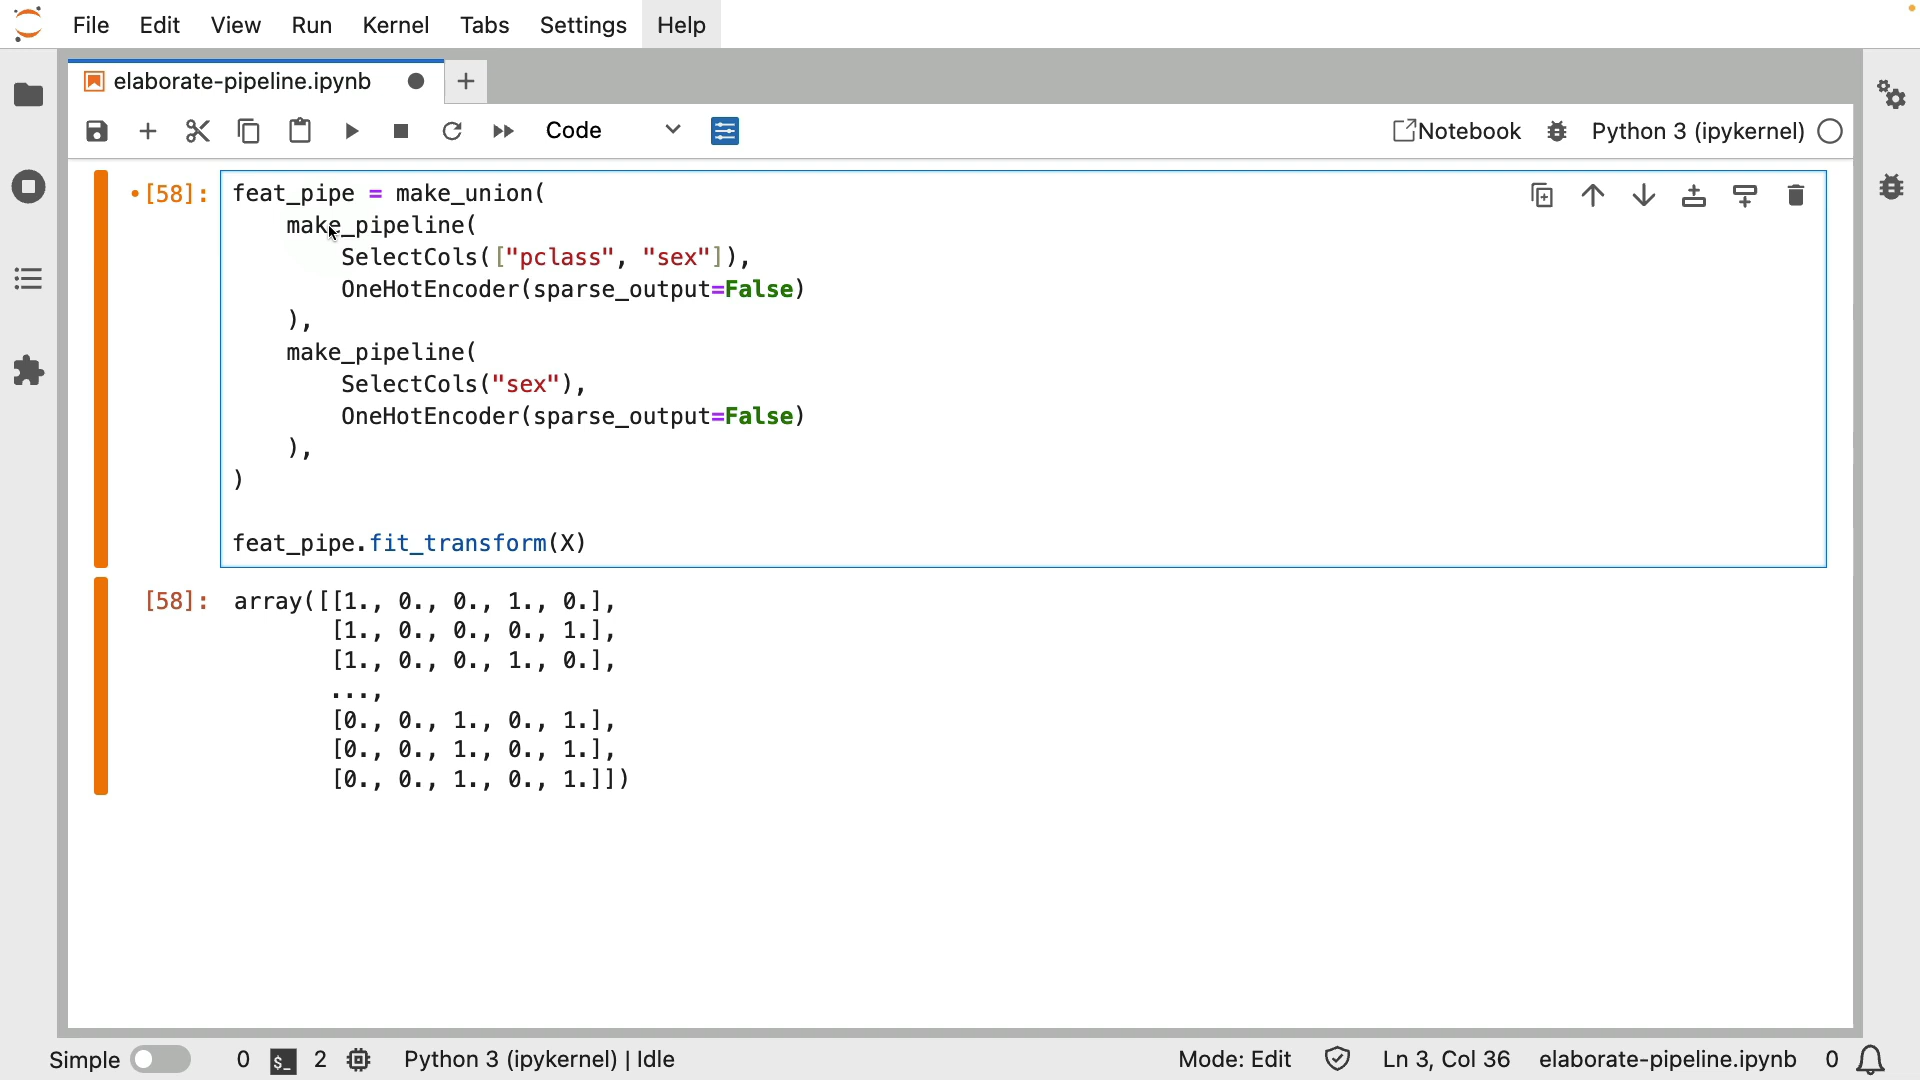 File Edit View Run Kernel Tabs Settings Help
elaborate-pipeline.ipynb
Code Notebook Python 3 (ipykernel)
[58]: feat_pipe = make_union(
    make_pipeline(
        SelectCols(["pclass", "sex"]),
        OneHotEncoder(sparse_output=False)
    ),
    make_pipeline(
        SelectCols("sex"),
        OneHotEncoder(sparse_output=False)
    ),
)
feat_pipe.fit_transform(X)
[58]: array([[1., 0., 0., 1., 0.],
       [1., 0., 0., 0., 1.],
       [1., 0., 0., 1., 0.],
       ...,
       [0., 0., 1., 0., 1.],
       [0., 0., 1., 0., 1.],
       [0., 0., 1., 0., 1.]])
Simple 0 $_ 2 Python 3 (ipykernel) | Idle Mode: Edit Ln 3, Col 36 elaborate-pipeline.ipynb 0